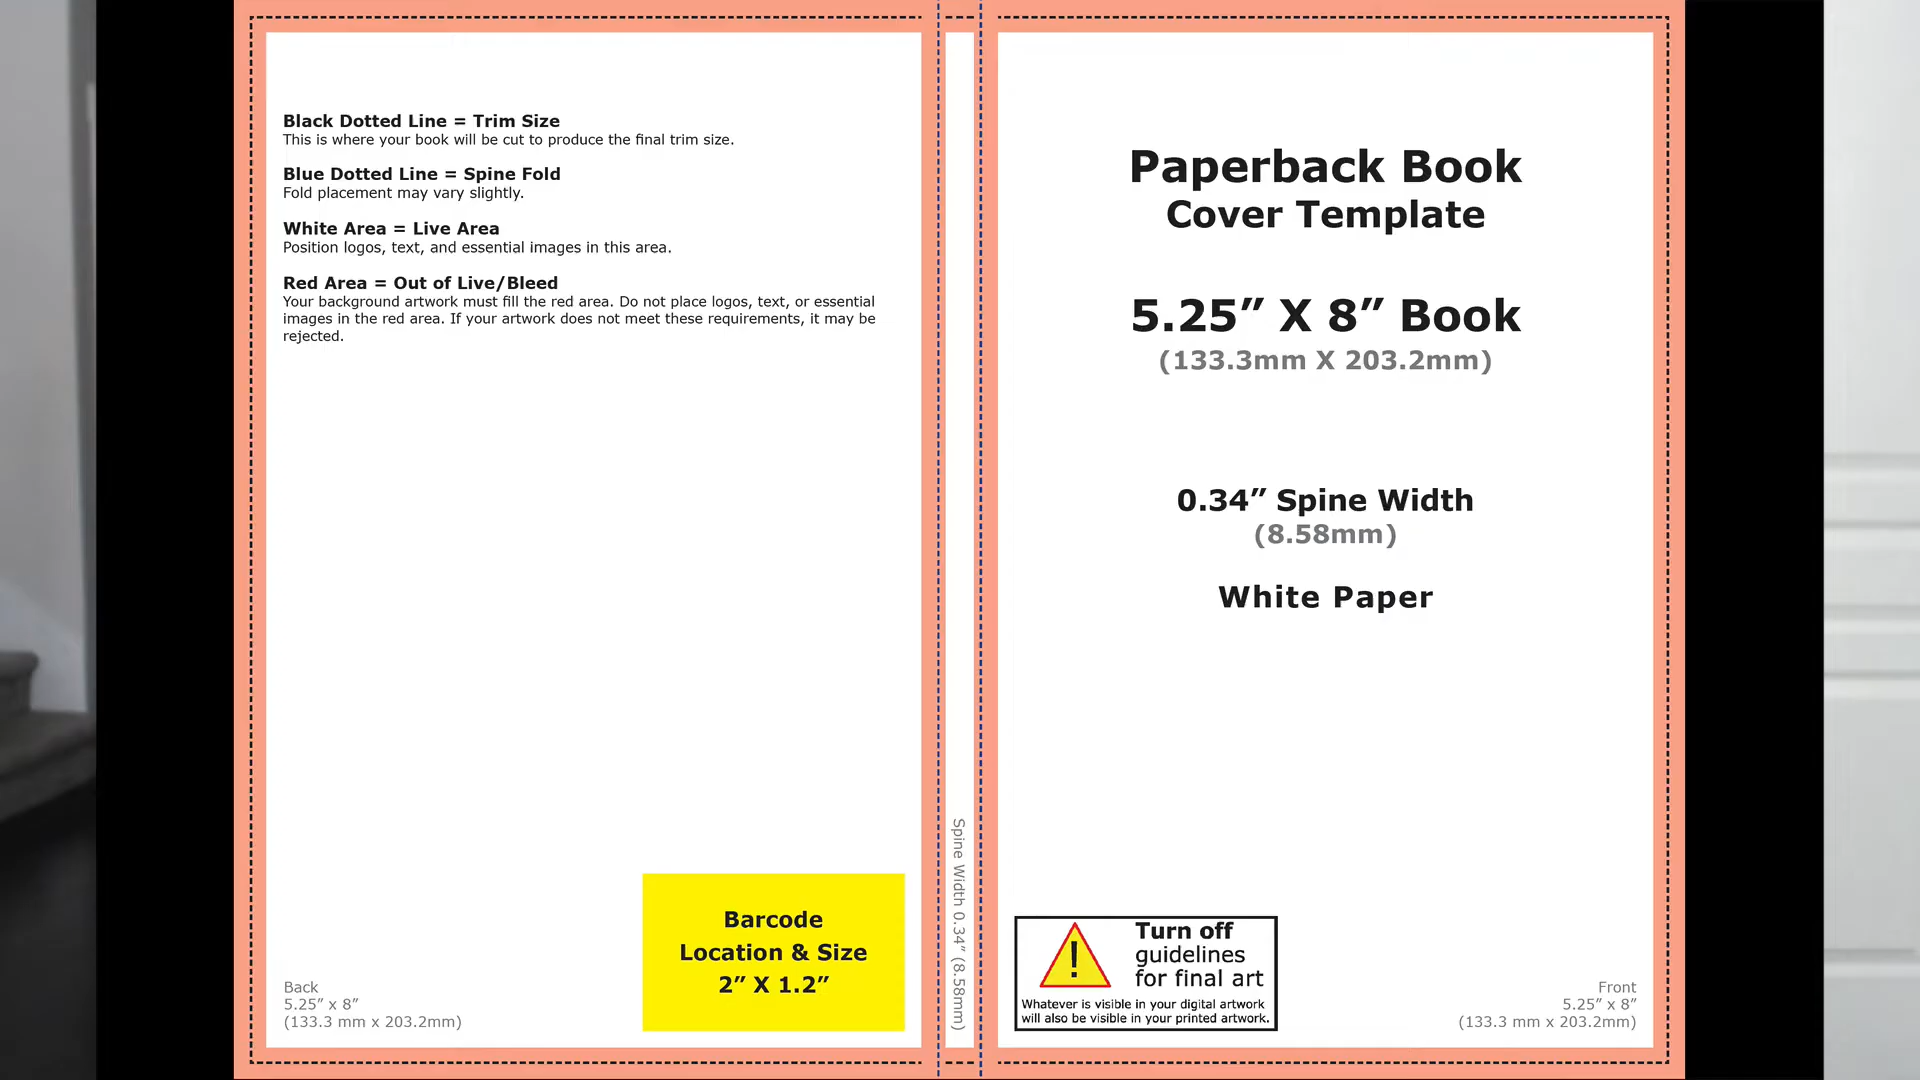 Black Dotted Line = Trim Size
This is where your book will be cut to produce the final trim size.
Blue Dotted Line = Spine Fold
Fold placement may vary slightly.
White Area = Live Area
Position logos, text, and essential images in this area.
Red Area = Out of Live/Bleed
Your background artwork must fill the red area. Do not place logos, text, or essential
images in the red area. If your artwork does not meet these requirements, it may be
rejected.
Barcode
Location & Size
2” X 1.2”
Back
5.25” x 8”
(133.3 mm x 203.2mm)
Spine Width 0.34” (8.58mm)
Paperback Book
Cover Template
5.25” X 8” Book
(133.3mm X 203.2mm)
0.34” Spine Width
(8.58mm)
White Paper
!
Turn off
guidelines
for final art
Whatever is visible in your digital artwork
will also be visible in your printed artwork.
Front
5.25” x 8”
(133.3 mm x 203.2mm)